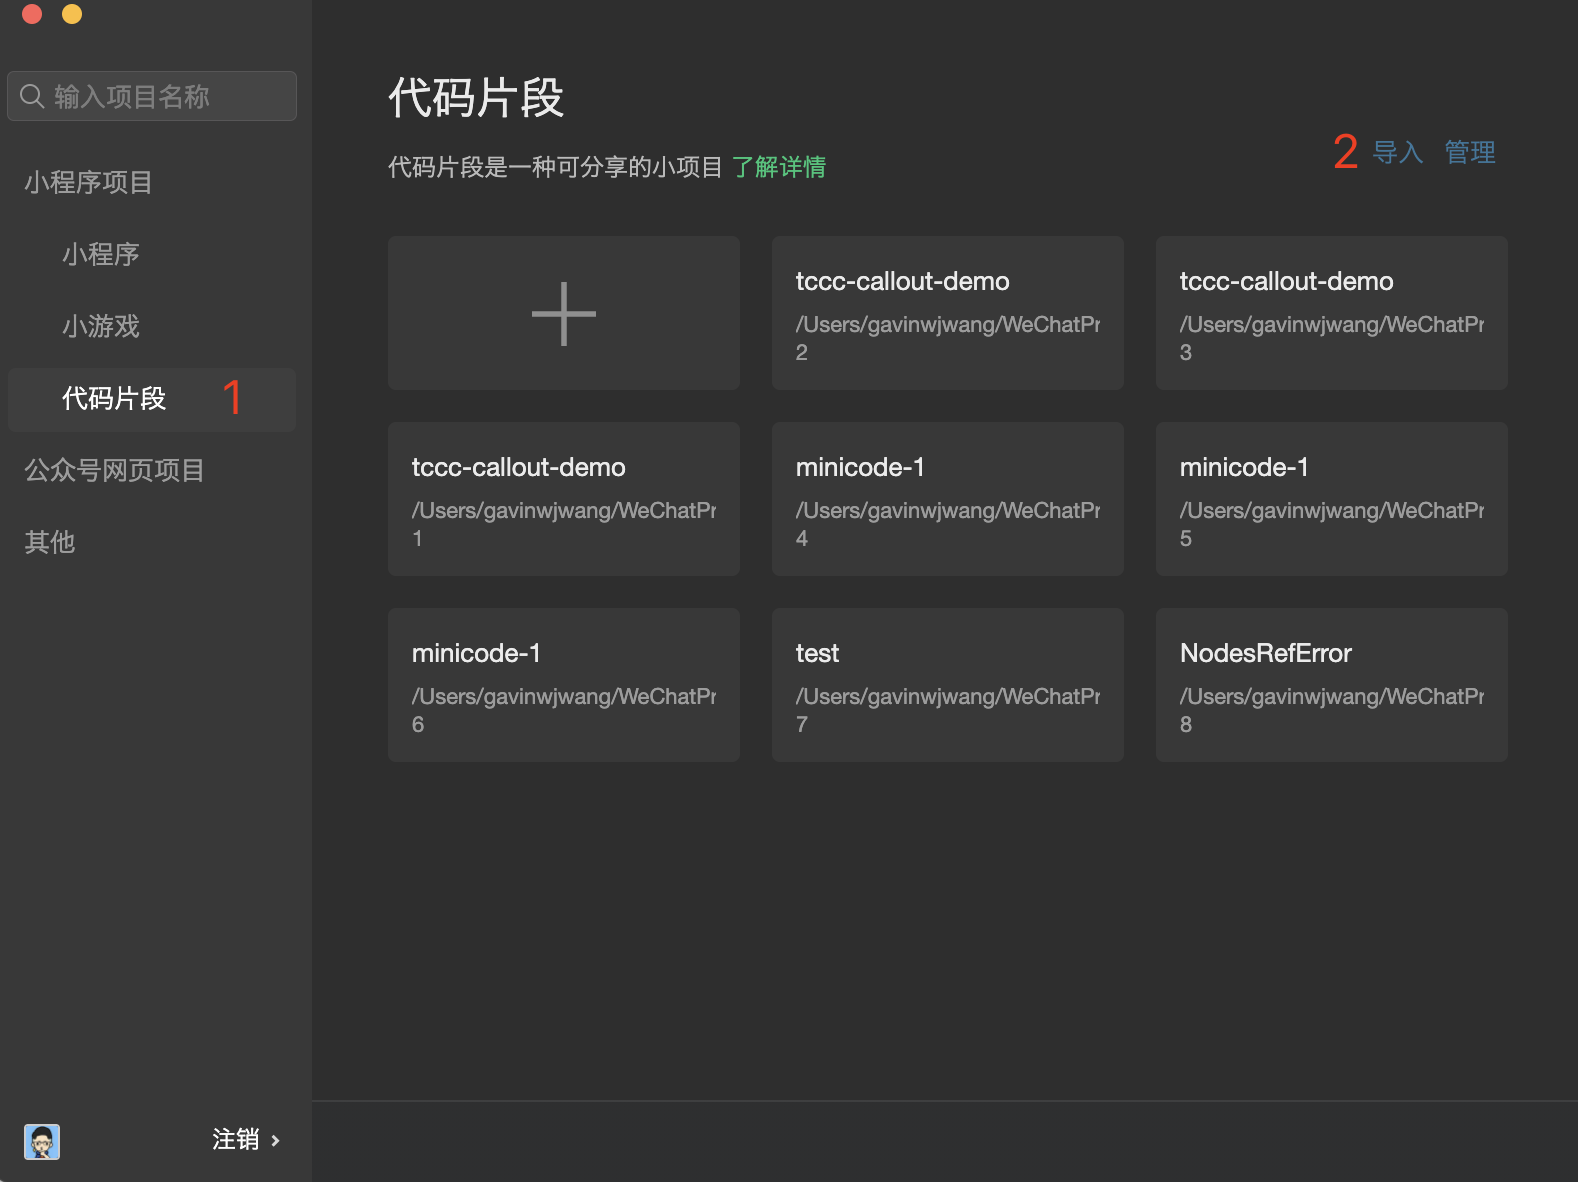 输入项目名称
小程序项目
小程序
小游戏
代码片段 1
公众号网页项目
其他
注销
代码片段
代码片段是一种可分享的小项目 了解详情
2 导入 管理
tccc-callout-demo
/Users/gavinwjwang/WeChatPr
2
tccc-callout-demo
/Users/gavinwjwang/WeChatPr
3
tccc-callout-demo
/Users/gavinwjwang/WeChatPr
1
minicode-1
/Users/gavinwjwang/WeChatPr
4
minicode-1
/Users/gavinwjwang/WeChatPr
5
minicode-1
/Users/gavinwjwang/WeChatPr
6
test
/Users/gavinwjwang/WeChatPr
7
NodesRefError
/Users/gavinwjwang/WeChatPr
8